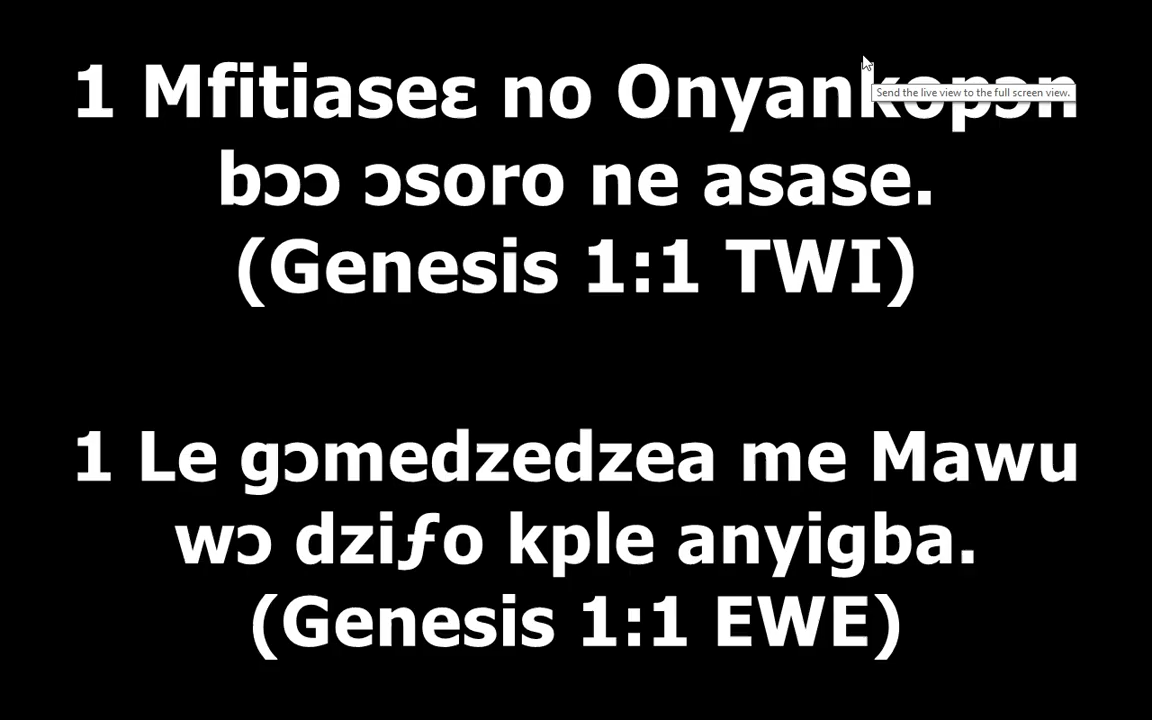 1 Mfitiaseɛ no Onyankopɔn
Send the live view to the full screen view.
bɔɔ ɔsoro ne asase.
(Genesis 1:1 TWI)
1 Le gɔmedzedzea me Mawu
wɔ dziƒo kple anyigba.
(Genesis 1:1 EWE)